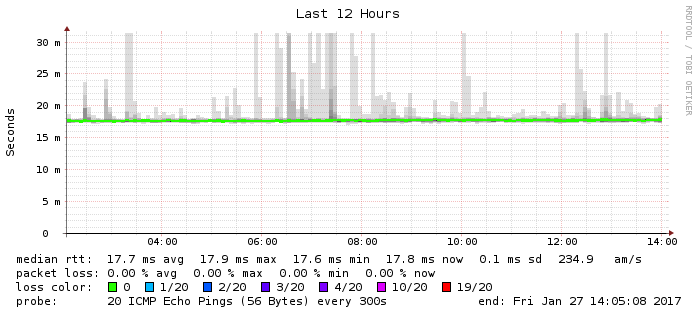 Last 12 Hours
RRDTOOL / TOBI OETIKER
Seconds
30 m
25 m
20 m
15 m
10 m
5 m
0
04:00 06:00 08:00 10:00 12:00 14:00
median rtt: 17.7 ms avg 17.9 ms max 17.6 ms min 17.8 ms now 0.1 ms sd 234.9 am/s
packet loss: 0.00 % avg 0.00 % max 0.00 % min 0.00 % now
loss color: 0 1/20 2/20 3/20 4/20 10/20 19/20
probe: 20 ICMP Echo Pings (56 Bytes) every 300s end: Fri Jan 27 14:05:08 2017